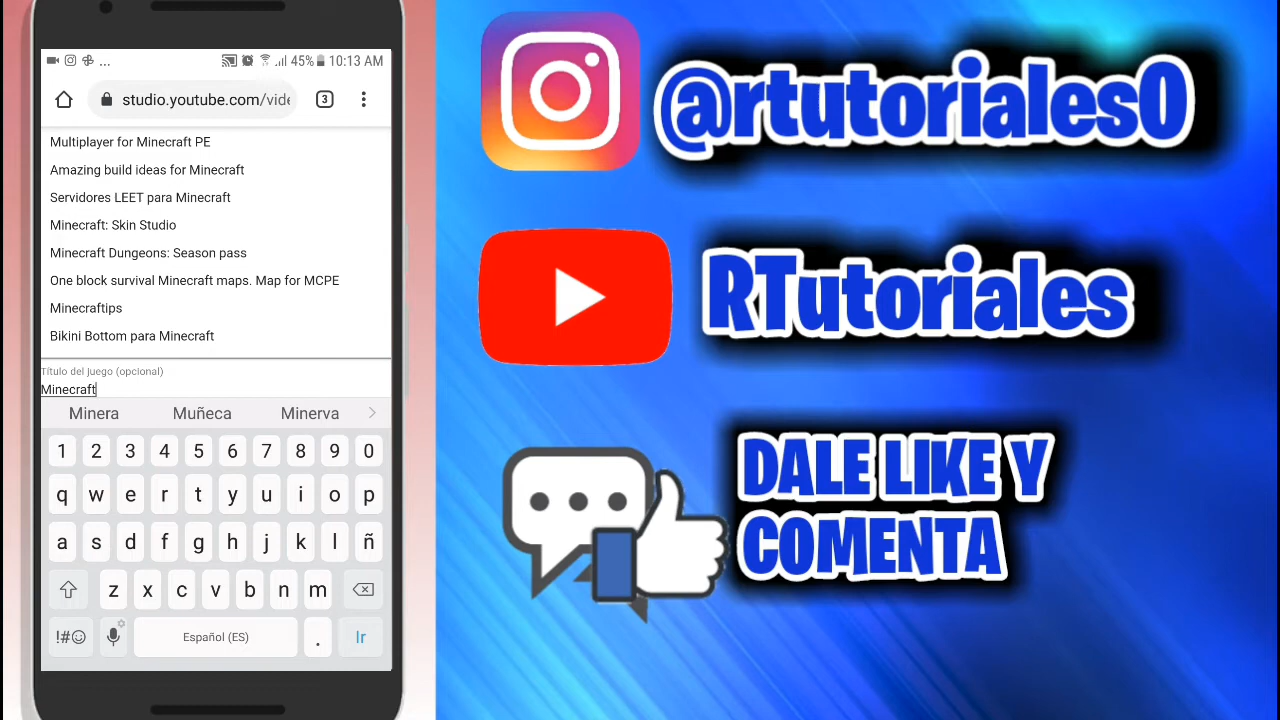 ... 45% 10:13 AM
studio.youtube.com/vide
3
Multiplayer for Minecraft PE
Amazing build ideas for Minecraft
Servidores LEET para Minecraft
Minecraft: Skin Studio
Minecraft Dungeons: Season pass
One block survival Minecraft maps. Map for MCPE
Minecraftips
Bikini Bottom para Minecraft
Título del juego (opcional)
Minecraft
Minera Muñeca Minerva
1 2 3 4 5 6 7 8 9 0
q w e r t y u i o p
a s d f g h j k l ñ
z x c v b n m
!#☺ Español (ES) . Ir
@rtutoriales0
RTutoriales
DALE LIKE Y
COMENTA